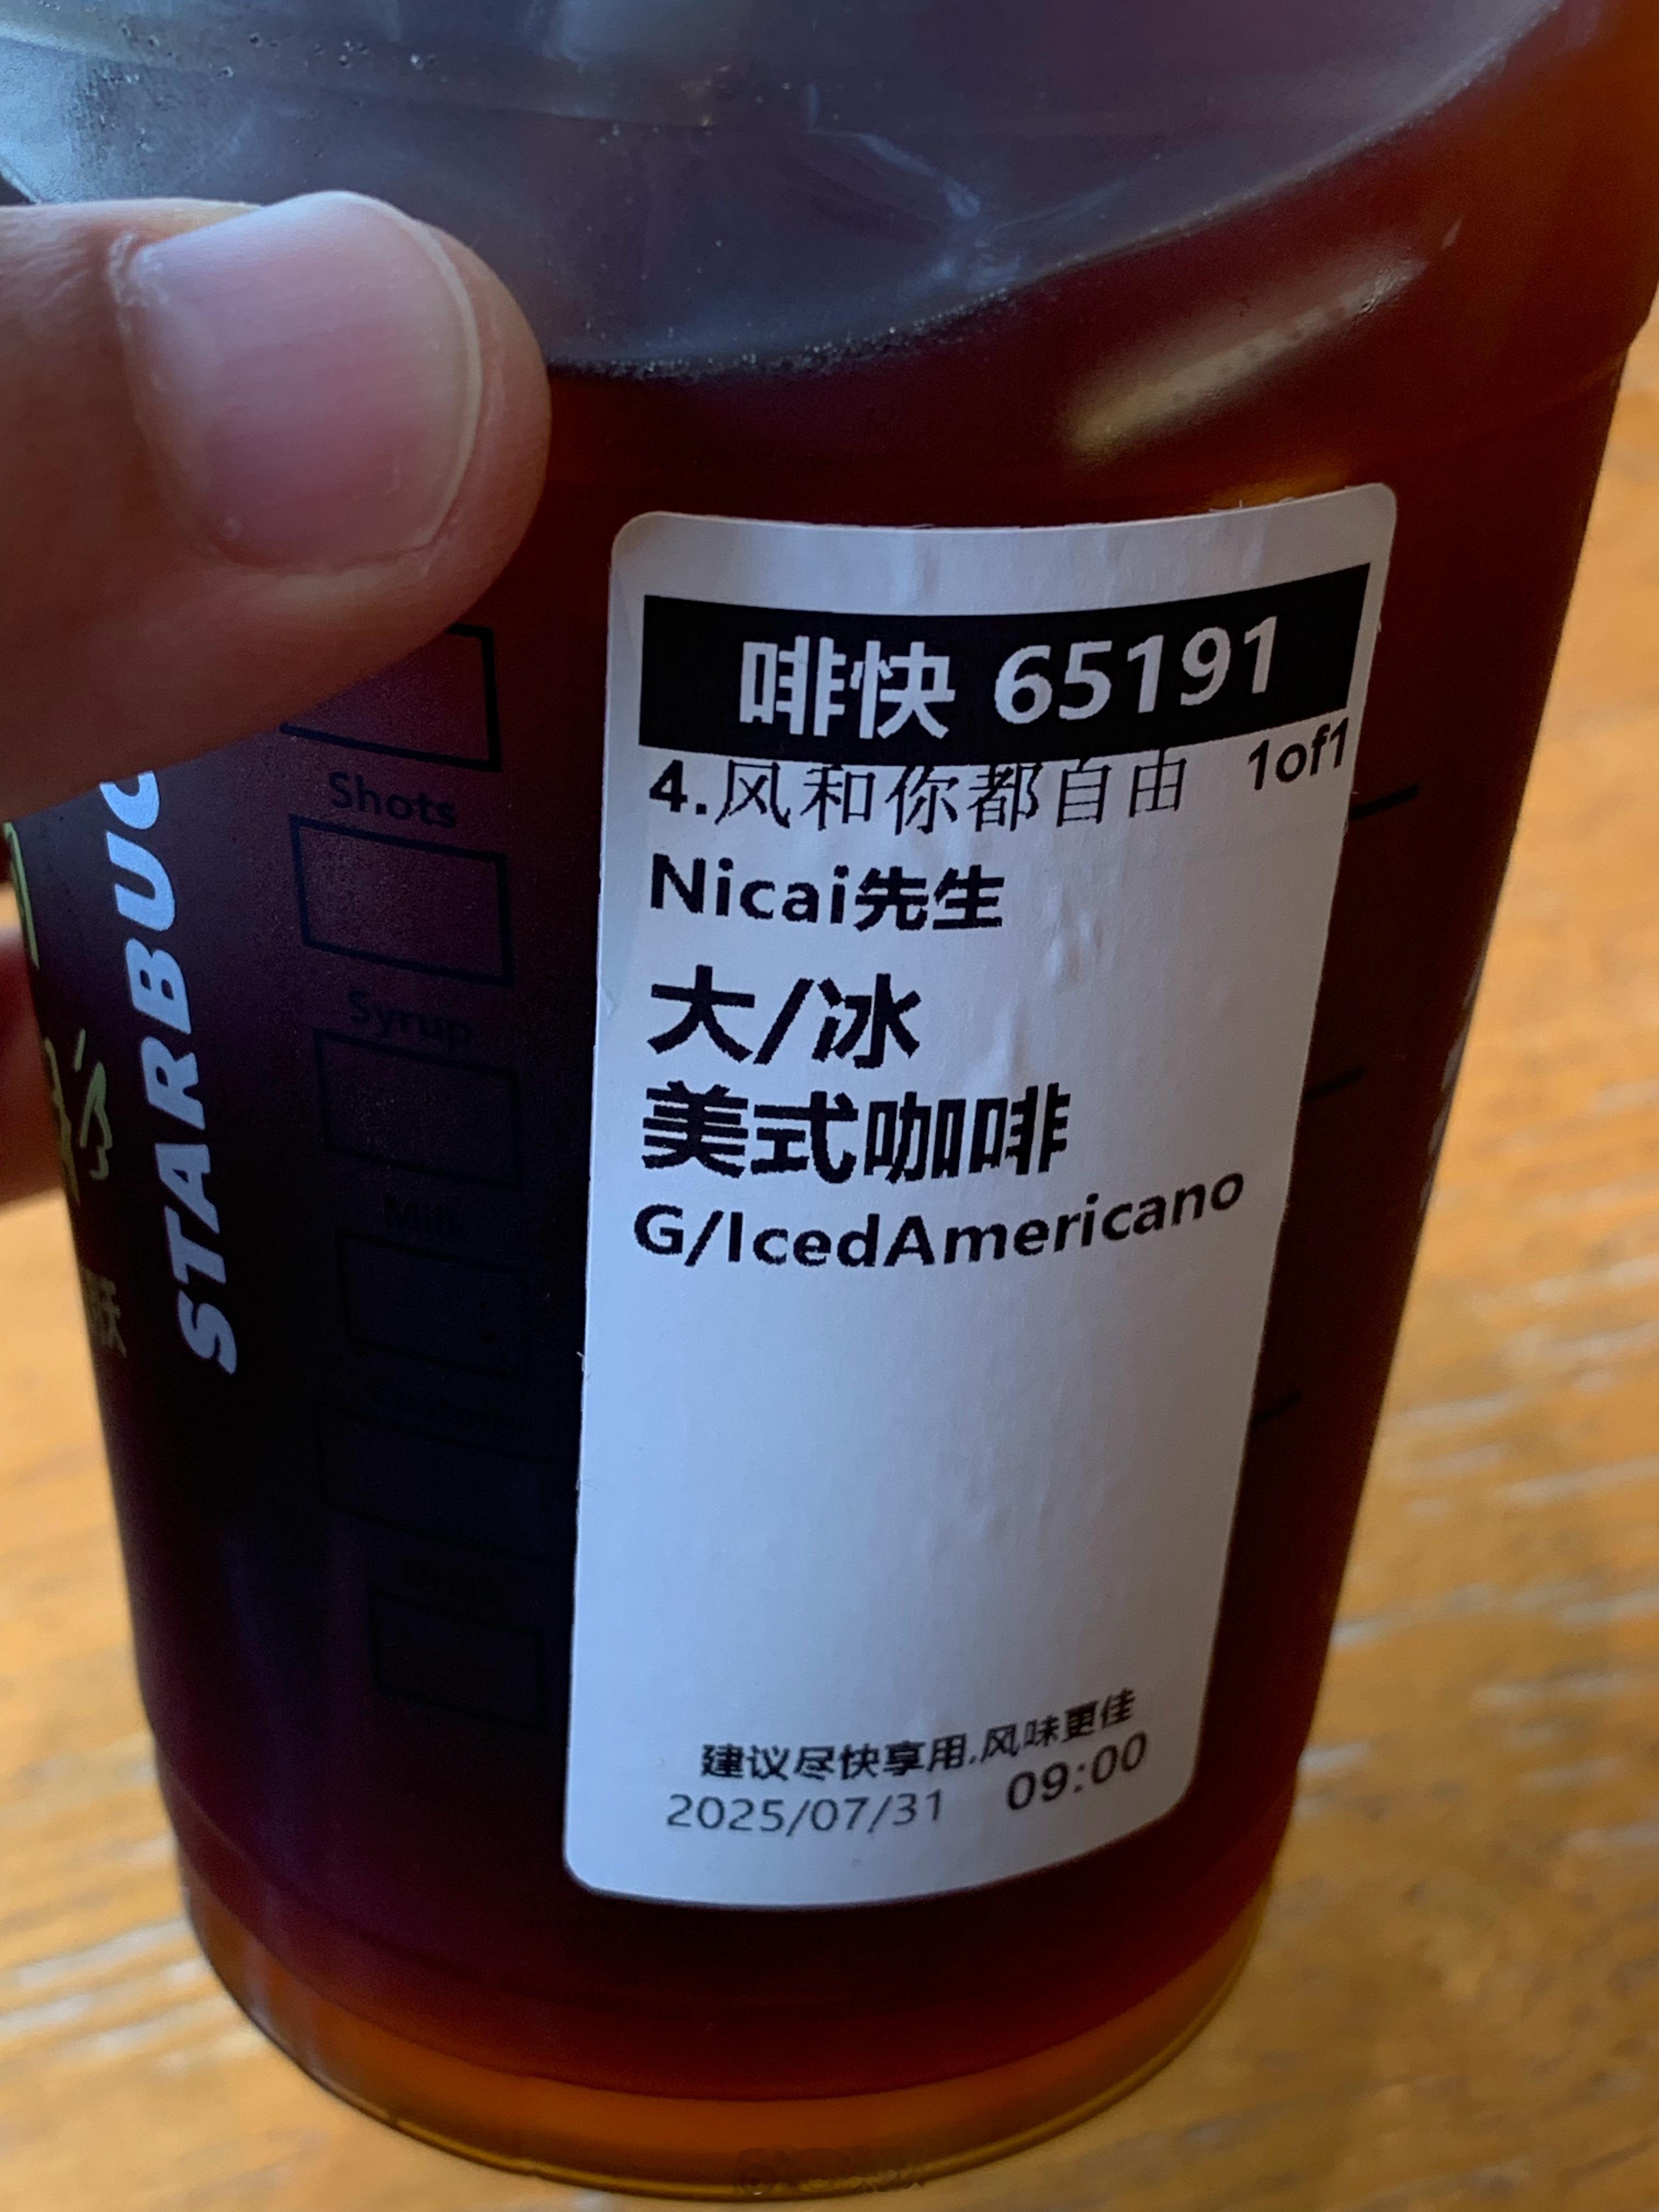 啡快 65191
1of1
4.风和你都自由
Nicai先生
大/冰
美式咖啡
G/IcedAmericano
建议尽快享用.风味更佳
2025/07/31 09:00
Shots
Syrup
Milk